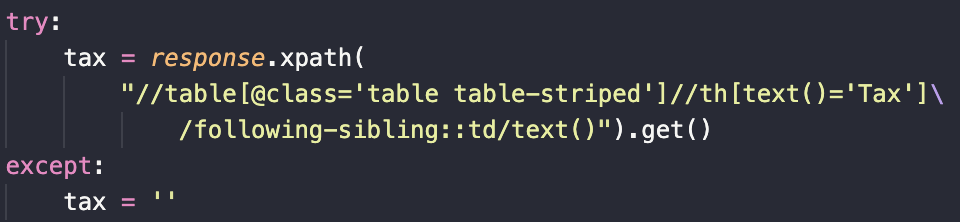 try:
    tax = response.xpath(
        "//table[@class='table table-striped']//th[text()='Tax']\
            /following-sibling::td/text()").get()
except:
    tax = ''